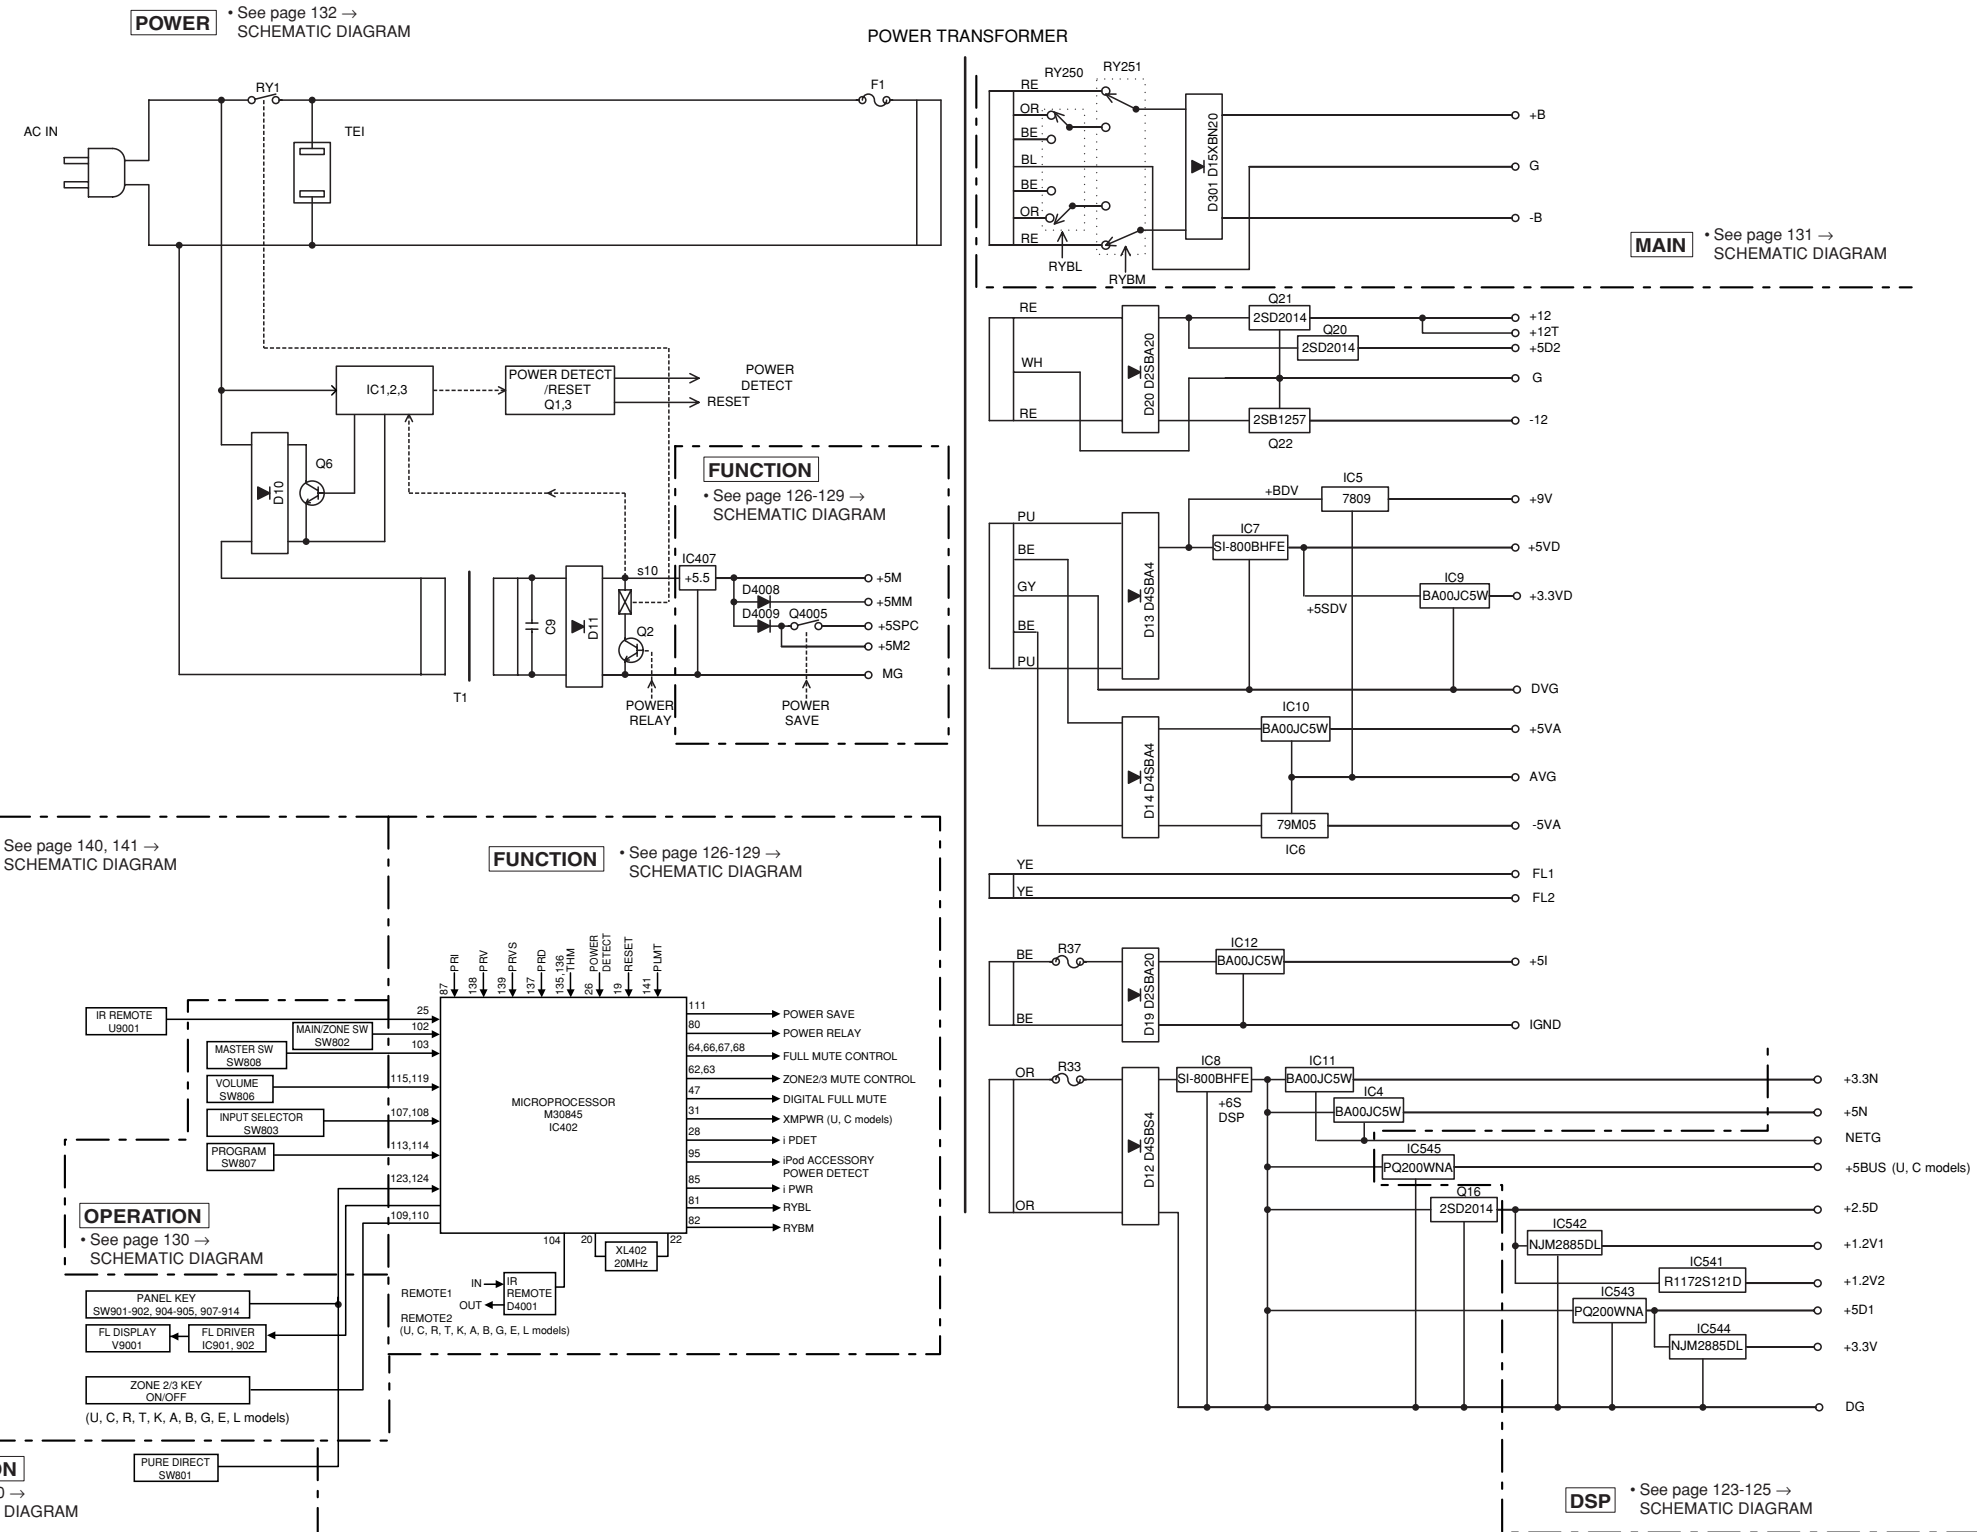 POWER
• See page 132 →
SCHEMATIC DIAGRAM
POWER TRANSFORMER
AC IN
RY1
TEI
F1
RE
OR
BE
BL
BE
OR
RE
RY250
RY251
RYBL
RYBM
D301 D15XBN20
+B
G
-B
MAIN
• See page 131 →
SCHEMATIC DIAGRAM
RE
WH
RE
D20 D2SBA20
Q21
2SD2014
Q20
2SD2014
2SB1257
Q22
+12
+12T
+5D2
G
-12
IC1,2,3
POWER DETECT
/RESET
Q1,3
POWER
DETECT
RESET
D10
Q6
T1
C9
D11
s10
Q2
POWER
RELAY
FUNCTION
• See page 126-129 →
SCHEMATIC DIAGRAM
IC407
+5.5
D4008
D4009
Q4005
+5M
+5MM
+5SPC
+5M2
MG
POWER
SAVE
PU
BE
GY
BE
PU
D13 D4SBA4
+BDV
IC5
7809
IC7
SI-800BHFE
+5SDV
IC9
BA00JC5W
+9V
+5VD
+3.3VD
DVG
D14 D4SBA4
IC10
BA00JC5W
79M05
IC6
+5VA
AVG
-5VA
YE
YE
FL1
FL2
BE
R37
BE
D19 D2SBA20
IC12
BA00JC5W
+5I
IGND
OR
R33
OR
D12 D4SBS4
IC8
SI-800BHFE
+6S
DSP
IC11
BA00JC5W
IC4
BA00JC5W
IC545
PQ200WNA
Q16
2SD2014
IC542
NJM2885DL
IC541
R1172S121D
IC543
PQ200WNA
IC544
NJM2885DL
+3.3N
+5N
NETG
+5BUS (U, C models)
+2.5D
+1.2V1
+1.2V2
+5D1
+3.3V
DG
DSP
• See page 123-125 →
SCHEMATIC DIAGRAM
See page 140, 141 →
SCHEMATIC DIAGRAM
FUNCTION
• See page 126-129 →
SCHEMATIC DIAGRAM
87
PRI
138
PRV
139
PRVS
137
PRD
135,136
THM
26
POWER
DETECT
19
RESET
141
PLMT
MICROPROCESSOR
M30845
IC402
IR REMOTE
U9001
25
MAIN/ZONE SW
SW802
102
MASTER SW
SW808
103
VOLUME
SW806
115,119
INPUT SELECTOR
SW803
107,108
PROGRAM
SW807
113,114
123,124
109,110
111
POWER SAVE
80
POWER RELAY
64,66,67,68
FULL MUTE CONTROL
62,63
ZONE2/3 MUTE CONTROL
47
DIGITAL FULL MUTE
31
XMPWR (U, C models)
28
i PDET
95
iPod ACCESSORY
POWER DETECT
85
i PWR
81
RYBL
82
RYBM
104
20
22
XL402
20MHz
OPERATION
• See page 130 →
SCHEMATIC DIAGRAM
REMOTE1
IN
OUT
IR
REMOTE
D4001
REMOTE2
(U, C, R, T, K, A, B, G, E, L models)
PANEL KEY
SW901-902, 904-905, 907-914
FL DISPLAY
V9001
FL DRIVER
IC901, 902
ZONE 2/3 KEY
ON/OFF
(U, C, R, T, K, A, B, G, E, L models)
PURE DIRECT
SW801
ON
0 →
DIAGRAM